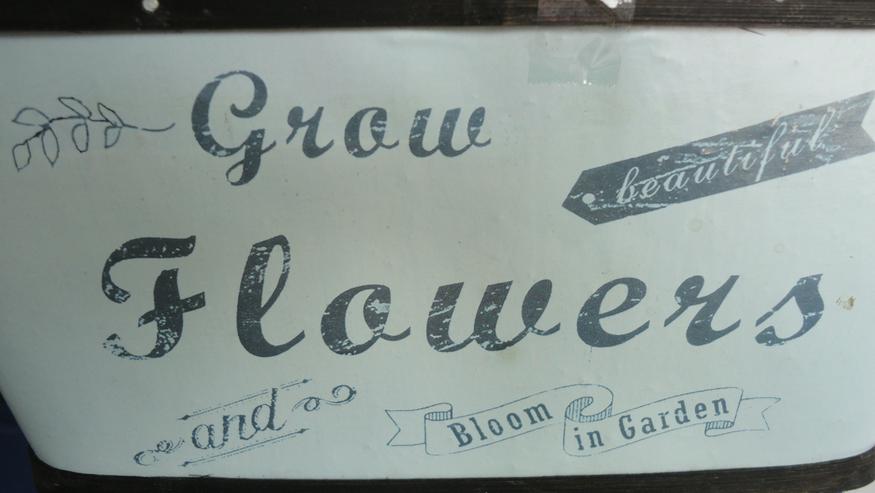 Grow
beautiful
Flowers
and
Bloom
in Garden